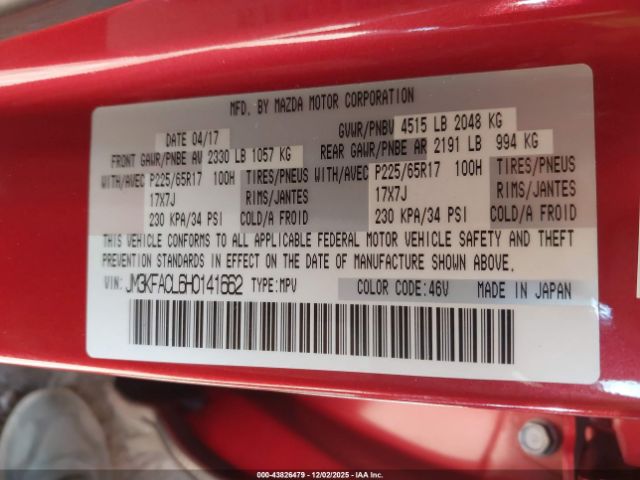 MFD. BY MAZDA MOTOR CORPORATION
DATE 04/17 GVWR/PNBV 4515 LB 2048 KG
FRONT GAWR/PNBE AV 2330 LB 1057 KG REAR GAWR/PNBE AR 2191 LB 994 KG
WITH/AVEC P225/65R17 100H TIRES/PNEUS WITH/AVEC P225/65R17 100H TIRES/PNEUS
17X7J RIMS/JANTES 17X7J RIMS/JANTES
230 KPA/34 PSI COLD/A FROID 230 KPA/34 PSI COLD/A FROID
THIS VEHICLE CONFORMS TO ALL APPLICABLE FEDERAL MOTOR VEHICLE SAFETY AND THEFT
PREVENTION STANDARDS IN EFFECT ON THE DATE OF MANUFACTURE SHOWN ABOVE.
VIN: JM3KFACL6H0141662 TYPE:MPV COLOR CODE:46V MADE IN JAPAN
000-43826479 - 12/02/2025 - IAA Inc.